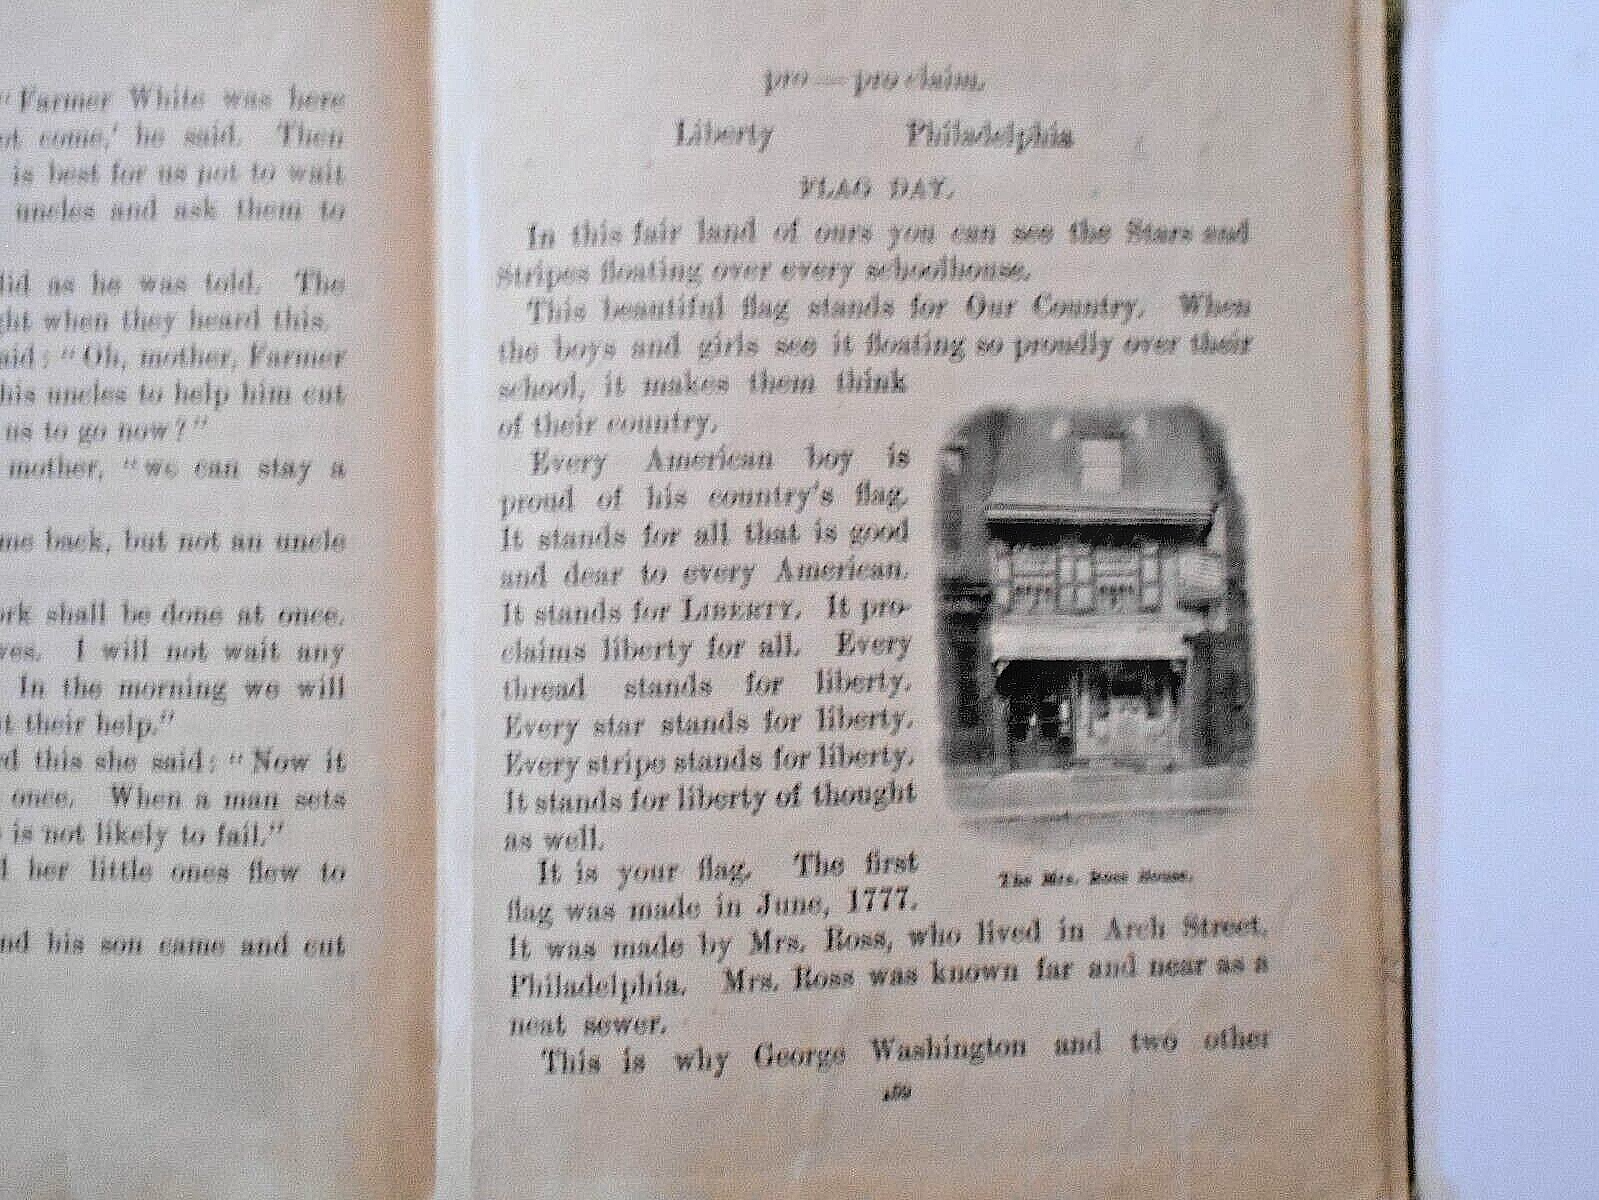 "Farmer White was here
ot come,' he said. Then
is best for us not to wait
uncles and ask them to
did as he was told. The
ght when they heard this.
said: "Oh, mother, Farmer
his uncles to help him cut
us to go now?"
mother, "we can stay a
me back, but not an uncle
ork shall be done at once.
ves. I will not wait any
In the morning we will
t their help."
rd this she said: "Now it
once. When a man sets
is not likely to fail."
d her little ones flew to
nd his son came and cut
pro — pro claim.
Liberty Philadelphia
FLAG DAY.
In this fair land of ours you can see the Stars and
Stripes floating over every schoolhouse.
This beautiful flag stands for Our Country. When
the boys and girls see it floating so proudly over their
school, it makes them think
of their country.
Every American boy is
proud of his country's flag.
It stands for all that is good
and dear to every American.
It stands for LIBERTY. It pro-
claims liberty for all. Every
thread stands for liberty.
Every star stands for liberty.
Every stripe stands for liberty.
It stands for liberty of thought
as well.
It is your flag. The first
flag was made in June, 1777.
The Mrs. Ross House.
It was made by Mrs. Ross, who lived in Arch Street,
Philadelphia. Mrs. Ross was known far and near as a
neat sewer.
This is why George Washington and two other